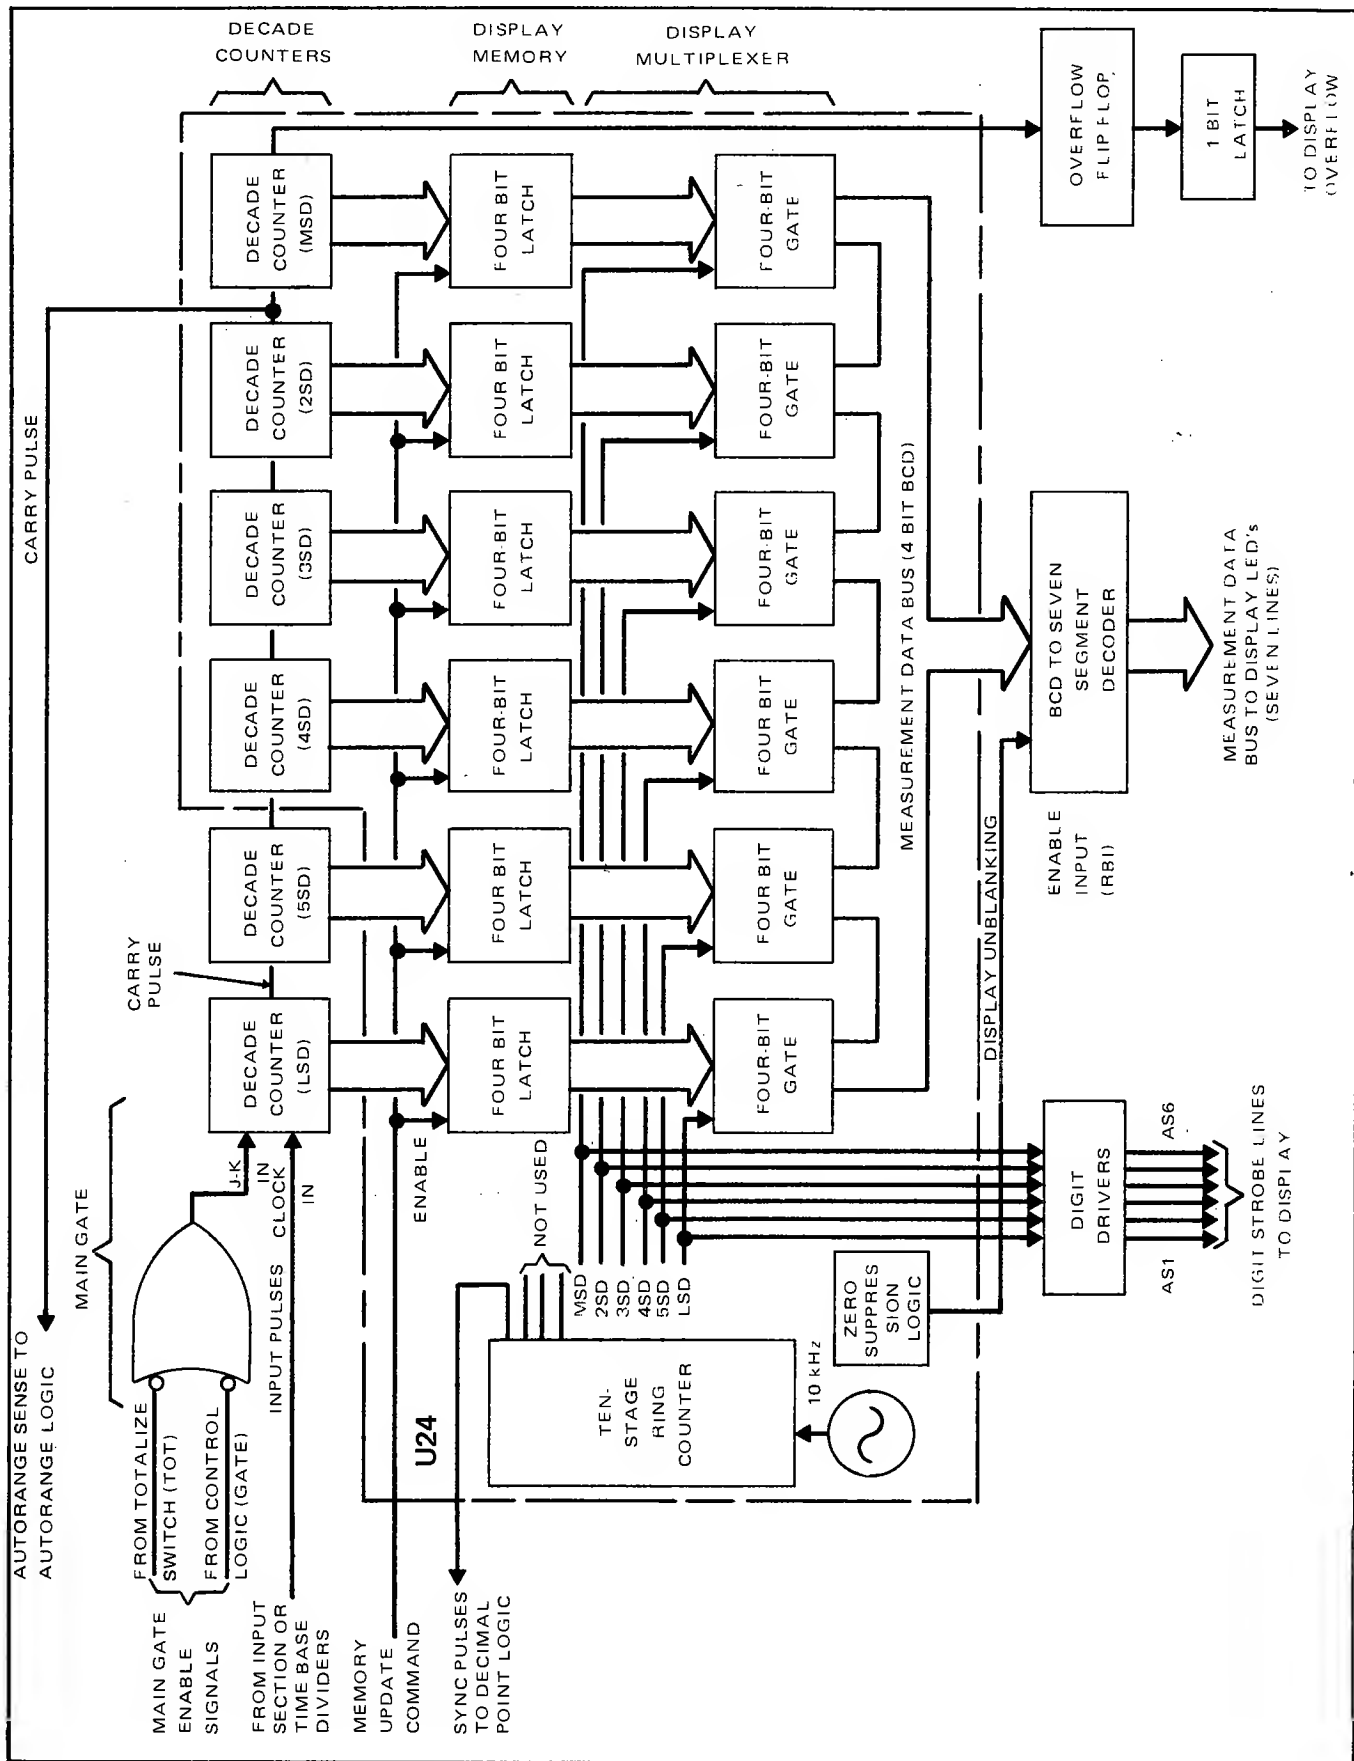 DECADE
COUNTERS
DISPLAY
MEMORY
DISPLAY
MULTIPLEXER
CARRY PULSE
AUTORANGE SENSE TO
AUTORANGE LOGIC
MAIN GATE
FROM TOTALIZE
SWITCH (TOT)
FROM CONTROL
LOGIC (GATE)
MAIN GATE
ENABLE
SIGNALS
J-K
IN
INPUT PULSES CLOCK
IN
FROM INPUT
SECTION OR
TIME BASE
DIVIDERS
MEMORY
UPDATE
COMMAND
SYNC PULSES
TO DECIMAL
POINT LOGIC
CARRY
PULSE
DECADE
COUNTER
(LSD)
DECADE
COUNTER
(5SD)
DECADE
COUNTER
(4SD)
DECADE
COUNTER
(3SD)
DECADE
COUNTER
(2SD)
DECADE
COUNTER
(MSD)
ENABLE
FOUR BIT
LATCH
FOUR BIT
LATCH
FOUR-BIT
LATCH
FOUR-BIT
LATCH
FOUR BIT
LATCH
FOUR BIT
LATCH
U24
NOT USED
MSD
2SD
3SD
4SD
5SD
LSD
TEN-
STAGE
RING
COUNTER
10 kHz
FOUR-BIT
GATE
FOUR BIT
GATE
FOUR BIT
GATE
FOUR-BIT
GATE
FOUR-BIT
GATE
FOUR-BIT
GATE
MEASUREMENT DATA BUS (4 BIT BCD)
ZERO
SUPPRES
SION
LOGIC
DISPLAY UNBLANKING
DIGIT
DRIVERS
AS1
AS6
DIGIT STROBE LINES
TO DISPLAY
ENABLE
INPUT
(RBI)
BCD TO SEVEN
SEGMENT
DECODER
MEASUREMENT DATA
BUS TO DISPLAY LED's
(SEVEN LINES)
OVERFLOW
FLIP FLOP
1 BIT
LATCH
TO DISPLAY
OVERFLOW